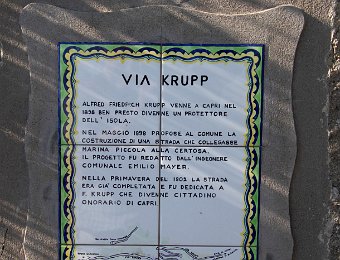 VIA KRUPP
ALFRED FRIEDRICH KRUPP VENNE A CAPRI NEL
1898 BEN PRESTO DIVENNE UN PROTETTORE
DELL' ISOLA.
NEL MAGGIO 1898 PROPOSE AL COMUNE LA
COSTRUZIONE DI UNA STRADA CHE COLLEGASSE
MARINA PICCOLA ALLA CERTOSA.
IL PROGETTO FU REDATTO DALL'INGEGNERE
COMUNALE EMILIO MAYER.
NELLA PRIMAVERA DEL 1902 LA STRADA
ERA GIA' COMPLETATA E FU DEDICATA A
F. KRUPP CHE DIVENNE CITTADINO
ONORARIO DI CAPRI.